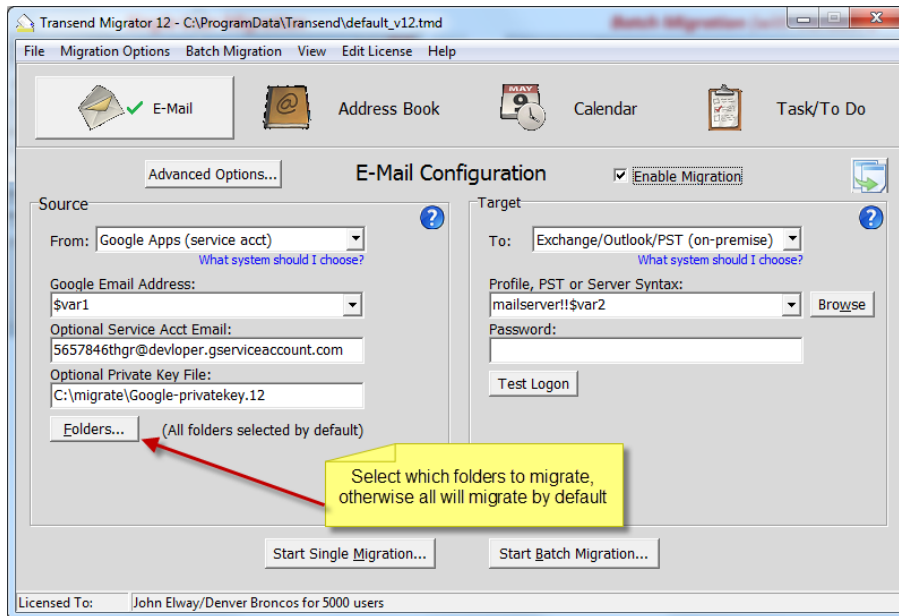 Transend Migrator 12 - C:\ProgramData\Transend\default_v12.tmd
File Migration Options Batch Migration View Edit License Help
E-Mail
Address Book
MAY
9
Calendar
Task/To Do
Advanced Options...
E-Mail Configuration
Enable Migration
Source
From: Google Apps (service acct)
What system should I choose?
Google Email Address:
$var1
Optional Service Acct Email:
5657846thgr@devloper.gserviceaccount.com
Optional Private Key File:
C:\migrate\Google-privatekey.12
Folders... (All folders selected by default)
Target
To: Exchange/Outlook/PST (on-premise)
What system should I choose?
Profile, PST or Server Syntax:
mailserver!!$var2
Browse
Password:
Test Logon
Select which folders to migrate,
otherwise all will migrate by default
Start Single Migration...
Start Batch Migration...
Licensed To: John Elway/Denver Broncos for 5000 users